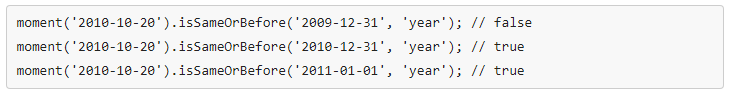 moment('2010-10-20').isSameOrBefore('2009-12-31', 'year'); // false
moment('2010-10-20').isSameOrBefore('2010-12-31', 'year'); // true
moment('2010-10-20').isSameOrBefore('2011-01-01', 'year'); // true